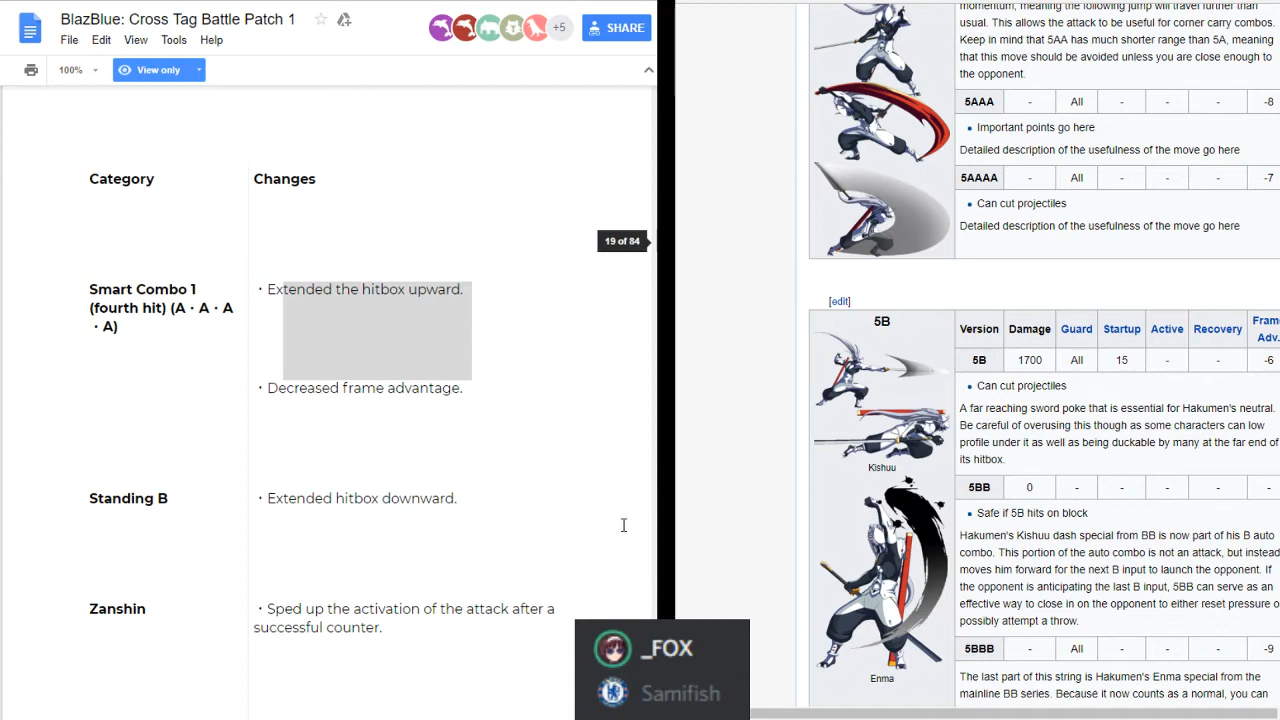 BlazBlue: Cross Tag Battle Patch 1
File Edit View Tools Help
+5
SHARE
100%
View only
Category Changes
19 of 84
Smart Combo 1
(fourth hit) (A・A・A
・A)
・Extended the hitbox upward.
・Decreased frame advantage.
Standing B
・Extended hitbox downward.
Zanshin
・Sped up the activation of the attack after a
successful counter.
_FOX
Samifish
momentum, meaning the following jump will travel further than
usual. This allows the attack to be useful for corner carry combos.
Keep in mind that 5AA has much shorter range than 5A, meaning
that this move should be avoided unless you are close enough to
the opponent.
5AAA - All - - - -8
Important points go here
Detailed description of the usefulness of the move go here
5AAAA - All - - - -7
Can cut projectiles
Detailed description of the usefulness of the move go here
[edit]
5B
Version Damage Guard Startup Active Recovery Frame
Adv.
5B 1700 All 15 - - -6
Can cut projectiles
A far reaching sword poke that is essential for Hakumen's neutral.
Be careful of overusing this though as some characters can low
profile under it as well as being duckable by many at the far end of
its hitbox.
Kishuu
5BB 0 - - - - -
Safe if 5B hits on block
Hakumen's Kishuu dash special from BB is now part of his B auto
combo. This portion of the auto combo is not an attack, but instead
moves him forward for the next B input to launch the opponent. If
the opponent is anticipating the last B input, 5BB can serve as an
effective way to close in on the opponent to either reset pressure o
possibly attempt a throw.
5BBB - All - - - -9
Enma
The last part of this string is Hakumen's Enma special from the
mainline BB series. Because it counts as a normal, you can